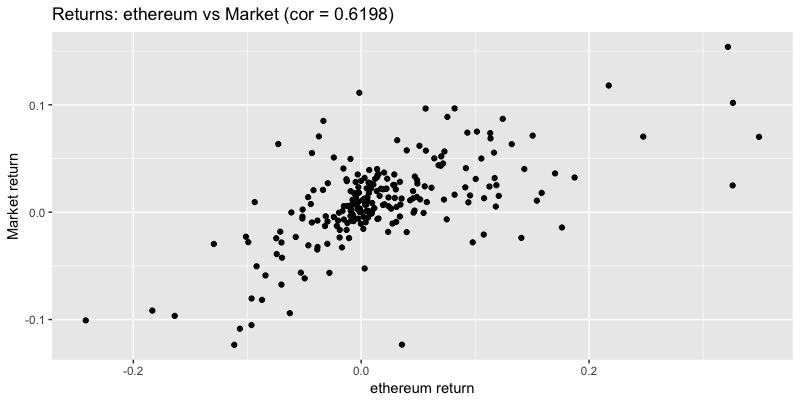 Returns: ethereum vs Market (cor = 0.6198)
Market return
0.1
0.0
-0.1
-0.2
0.0
0.2
ethereum return